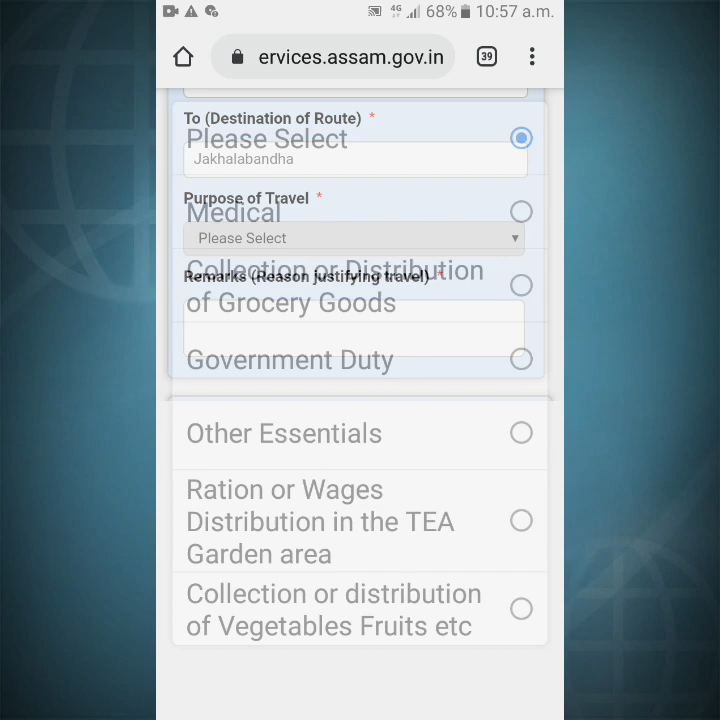 4G 68% 10:57 a.m.
ervices.assam.gov.in
39
To (Destination of Route) *
Please Select
Jakhalabandha
Purpose of Travel *
Medical
Please Select
Collection or Distribution
Remarks (Reason justifying travel) *
of Grocery Goods
Government Duty
Other Essentials
Ration or Wages
Distribution in the TEA
Garden area
Collection or distribution
of Vegetables Fruits etc